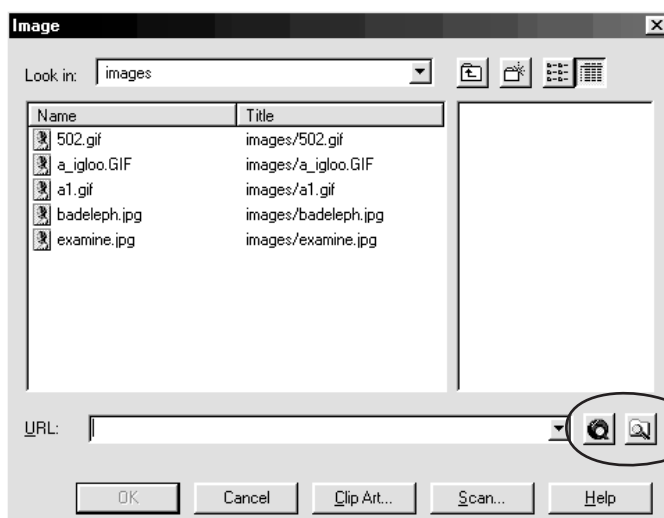 Image
Look in: images
Name Title
502.gif images/502.gif
a_igloo.GIF images/a_igloo.GIF
a1.gif images/a1.gif
badeleph.jpg images/badeleph.jpg
examine.jpg images/examine.jpg
URL:
OK Cancel Clip Art... Scan... Help